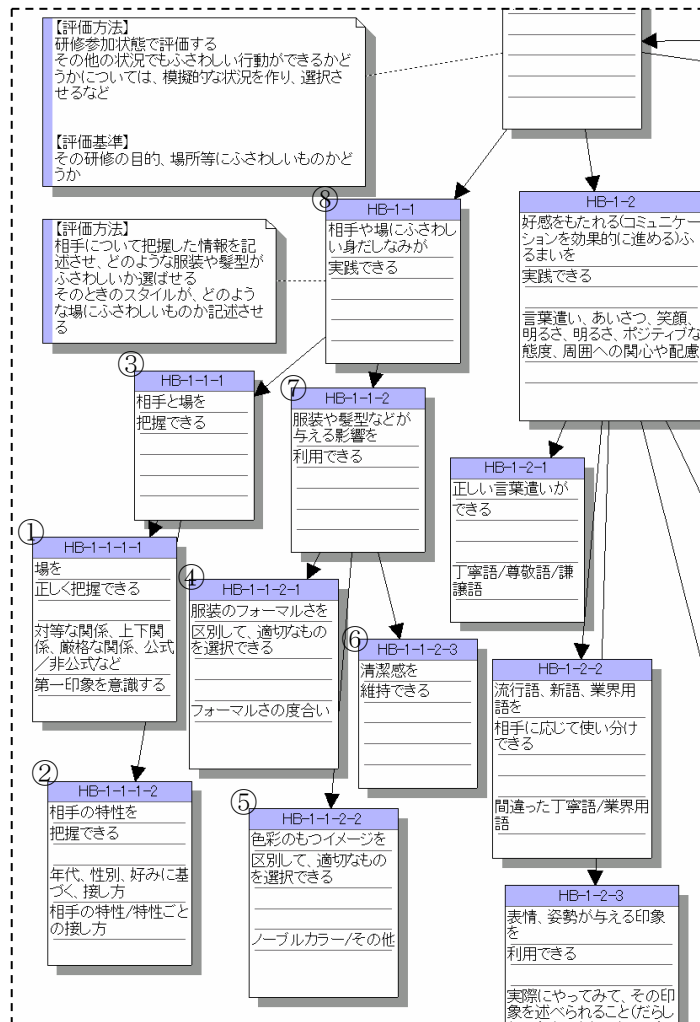 【評価方法】
研修参加状態で評価する
その他の状況でもふさわしい行動ができるかど
うかについては、模擬的な状況を作り、選択さ
せるなど
【評価基準】
その研修の目的、場所等にふさわしいものかど
うか
【評価方法】
相手について把握した情報を記
述させ、どのような服装や髪型が
ふさわしいか選ばせる
そのときのスタイルが、どのよう
な場にふさわしいものか記述させ
る
⑧
HB-1-1
相手や場にふさわし
い身だしなみが
実践できる
HB-1-2
好感をもたれる(コミュニケー
ションを効果的に進める)ふ
るまいを
実践できる
言葉遣い、あいさつ、笑顔、
明るさ、明るさ、ポジティブな
態度、周囲への関心や配慮
③
HB-1-1-1
相手と場を
把握できる
⑦
HB-1-1-2
服装や髪型などが
与える影響を
利用できる
HB-1-2-1
正しい言葉遣いが
できる
丁寧語/尊敬語/謙
譲語
①
HB-1-1-1-1
場を
正しく把握できる
対等な関係、上下関
係、厳格な関係、公式
/非公式など
第一印象を意識する
④
HB-1-1-2-1
服装のフォーマルさを
区別して、適切なもの
を選択できる
フォーマルさの度合い
⑥
HB-1-1-2-3
清潔感を
維持できる
HB-1-2-2
流行語、新語、業界用
語を
相手に応じて使い分け
できる
間違った丁寧語/業界用
語
②
HB-1-1-1-2
相手の特性を
把握できる
年代、性別、好みに基
づく、接し方
相手の特性/特性ごと
の接し方
⑤
HB-1-1-2-2
色彩のもつイメージを
区別して、適切なもの
を選択できる
ノーブルカラー/その他
HB-1-2-3
表情、姿勢が与える印象
を
利用できる
実際にやってみて、その印
象を述べられること(だらし